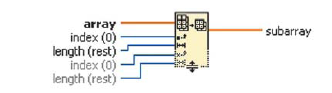 array
index (0)
length (rest)
index (0)
length (rest)
subarray